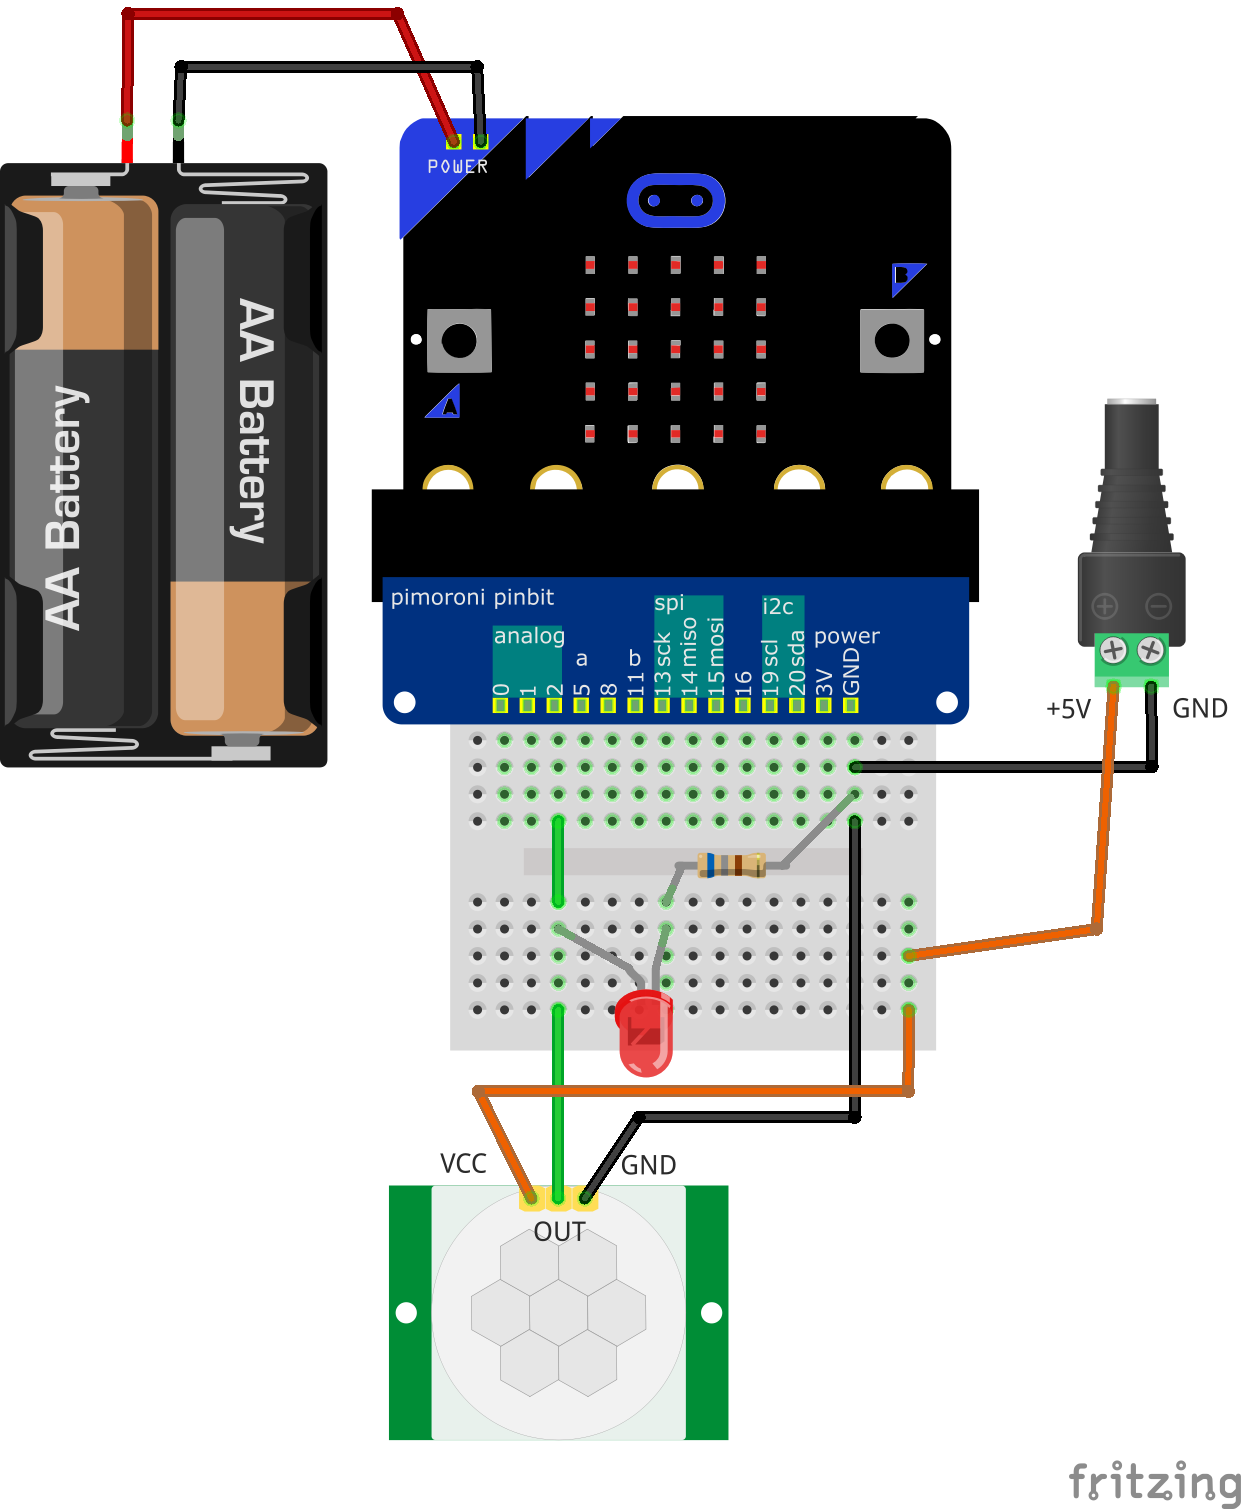 POWER
B
A
AA Battery
AA Battery
pimoroni pinbit
spi
i2c
analog
a
b
power
0
1
2
5
8
11
13 sck
14 miso
15 mosi
16
19 scl
20 sda
3V
GND
+5V
GND
VCC
GND
OUT
fritzing